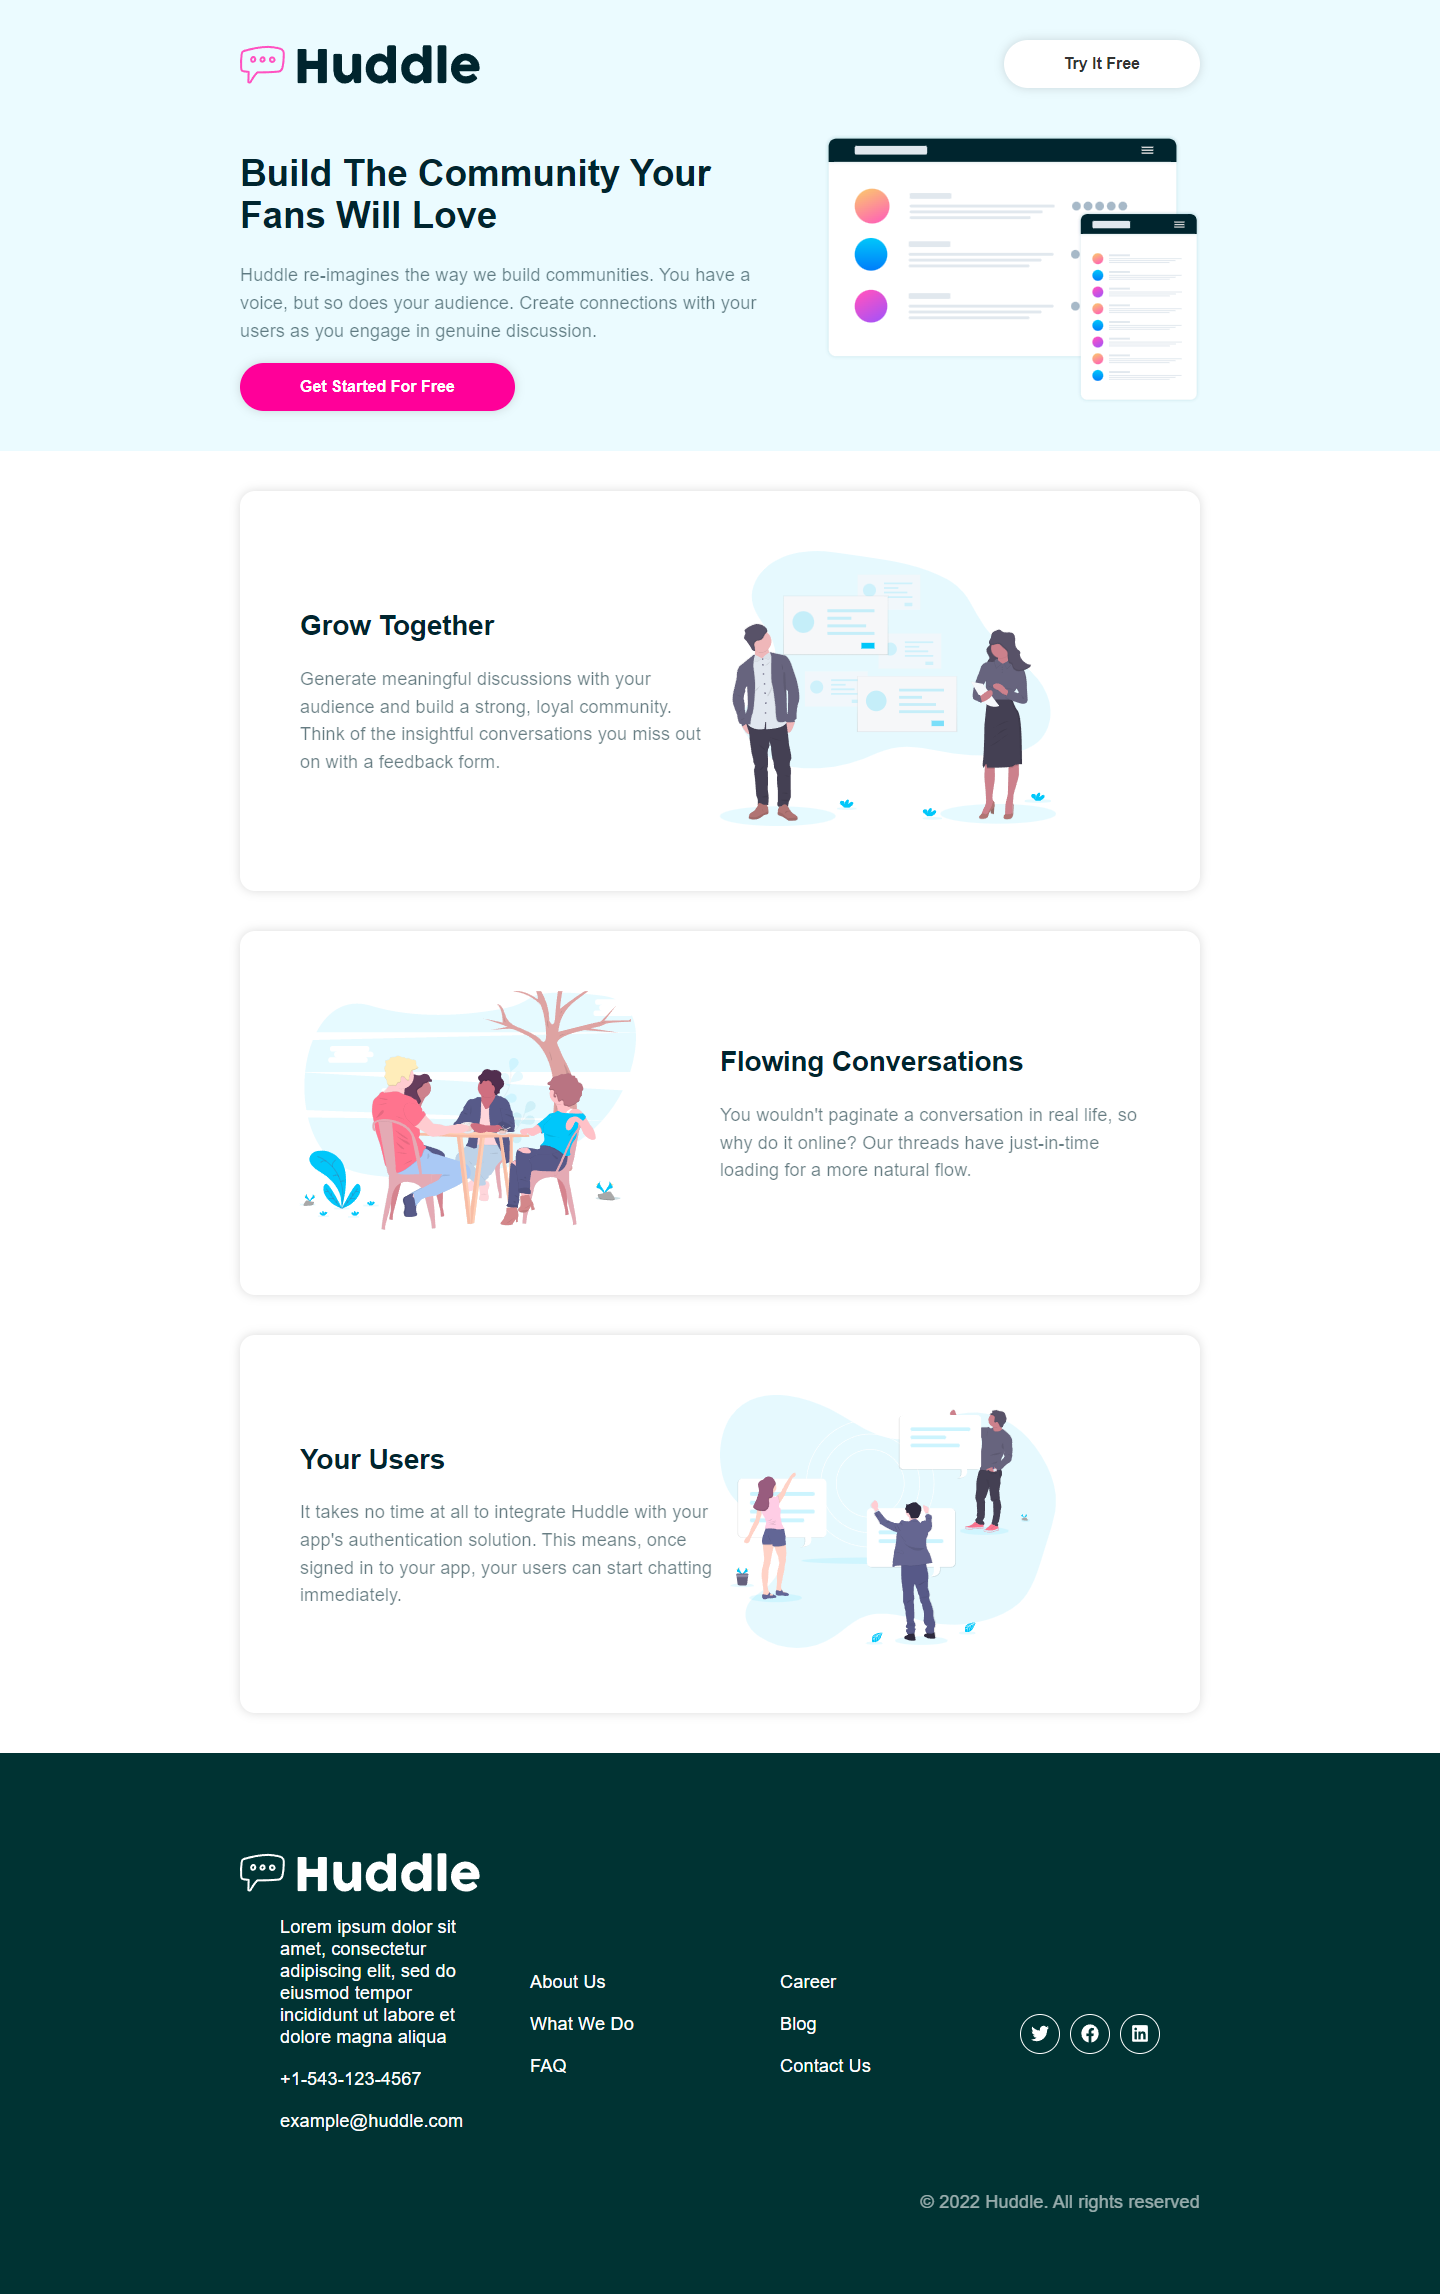 Huddle
Try It Free
Build The Community Your
Fans Will Love
Huddle re-imagines the way we build communities. You have a
voice, but so does your audience. Create connections with your
users as you engage in genuine discussion.
Get Started For Free
Grow Together
Generate meaningful discussions with your
audience and build a strong, loyal community.
Think of the insightful conversations you miss out
on with a feedback form.
Flowing Conversations
You wouldn't paginate a conversation in real life, so
why do it online? Our threads have just-in-time
loading for a more natural flow.
Your Users
It takes no time at all to integrate Huddle with your
app's authentication solution. This means, once
signed in to your app, your users can start chatting
immediately.
Huddle
Lorem ipsum dolor sit
amet, consectetur
adipiscing elit, sed do
eiusmod tempor
incididunt ut labore et
dolore magna aliqua
+1-543-123-4567
example@huddle.com
About Us
What We Do
FAQ
Career
Blog
Contact Us
© 2022 Huddle. All rights reserved